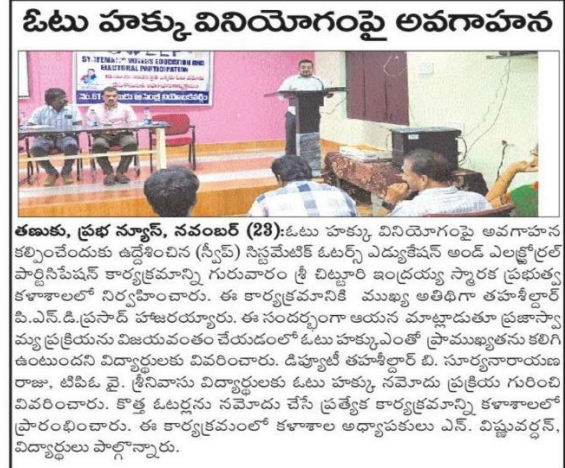 ఓటు హక్కు వినియోగంపై అవగాహన
SYSTEMATIC VOTERS EDUCATION AND
ELECTORAL PARTICIPATION
తణుకు, ప్రభ న్యూస్, నవంబర్ (23):ఓటు హక్కు వినియోగంపై అవగాహన
కల్పించేందుకు ఉద్దేశించిన (స్వీప్) సిస్టమేటిక్ ఓటర్స్ ఎడ్యుకేషన్ అండ్ ఎలక్ట్రోరల్
పార్టిసిపేషన్ కార్యక్రమాన్ని గురువారం శ్రీ చిట్టూరి ఇంద్రయ్య స్మారక ప్రభుత్వ
కళాశాలలో నిర్వహించారు. ఈ కార్యక్రమానికి ముఖ్య అతిథిగా తహశీల్దార్
పి.ఎన్.డి.ప్రసాద్ హాజరయ్యారు. ఈ సందర్భంగా ఆయన మాట్లాడుతూ ప్రజాస్వా
మ్య ప్రక్రియను విజయవంతం చేయడంలో ఓటు హక్కుఎంతో ప్రాముఖ్యతను కలిగి
ఉంటుందని విద్యార్థులకు వివరించారు. డిప్యూటీ తహశీల్దార్ బి. సూర్యనారాయణ
రాజు, టిపిఓ వై. శ్రీనివాసు విద్యార్థులకు ఓటు హక్కు నమోదు ప్రక్రియ గురించి
వివరించారు. కొత్త ఓటర్లను నమోదు చేసే ప్రత్యేక కార్యక్రమాన్ని కళాశాలలో
ప్రారంభించారు. ఈ కార్యక్రమంలో కళాశాల అధ్యాపకులు ఎన్. విష్ణువర్ధన్,
విద్యార్థులు పాల్గొన్నారు.